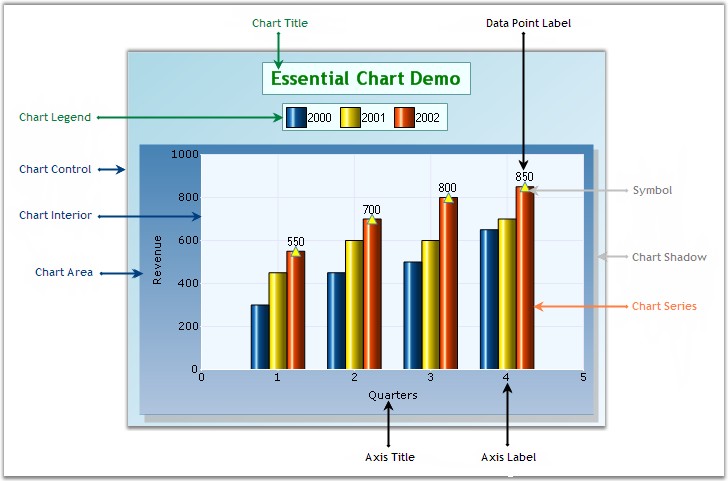 Chart Title
Data Point Label
Essential Chart Demo
Chart Legend
2000 2001 2002
Chart Control
Chart Interior
Chart Area
Symbol
Chart Shadow
Chart Series
Revenue
1000
800
600
400
200
0
550
700
800
850
0 1 2 3 4 5
Quarters
Axis Title
Axis Label